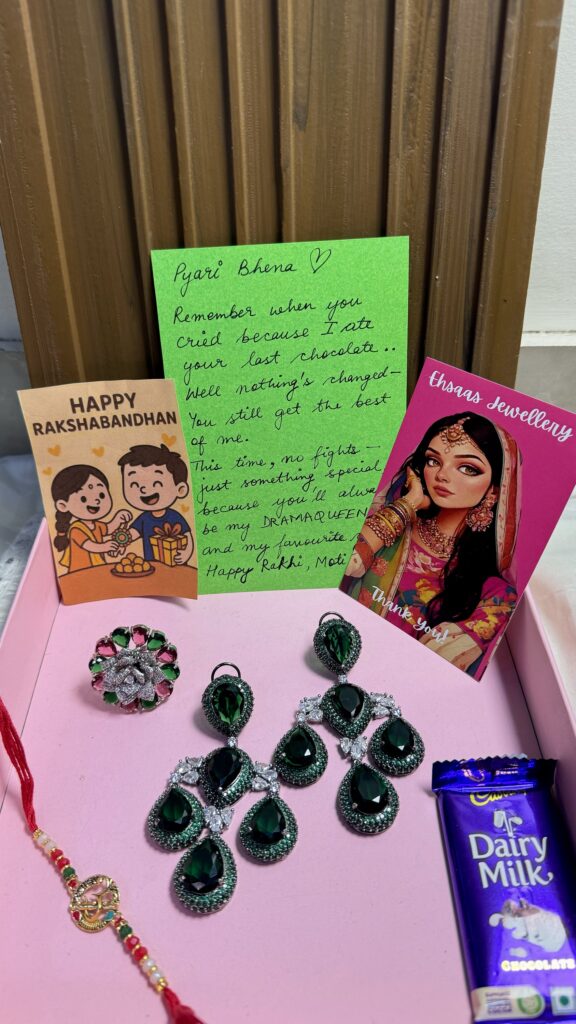 Pyari Bhena ♡
Remember when you
cried because I ate
your last chocolate..
Well nothing's changed–
You still get the best
of me.
This time, no fights –
just something special
because you'll
be my DRAMAQUEEN
and my favourite
Happy Rakhi, Moti
HAPPY
RAKSHABANDHAN
Ehsaas Jewellery
Thank You!
Dairy
Milk
CHOCOLATE